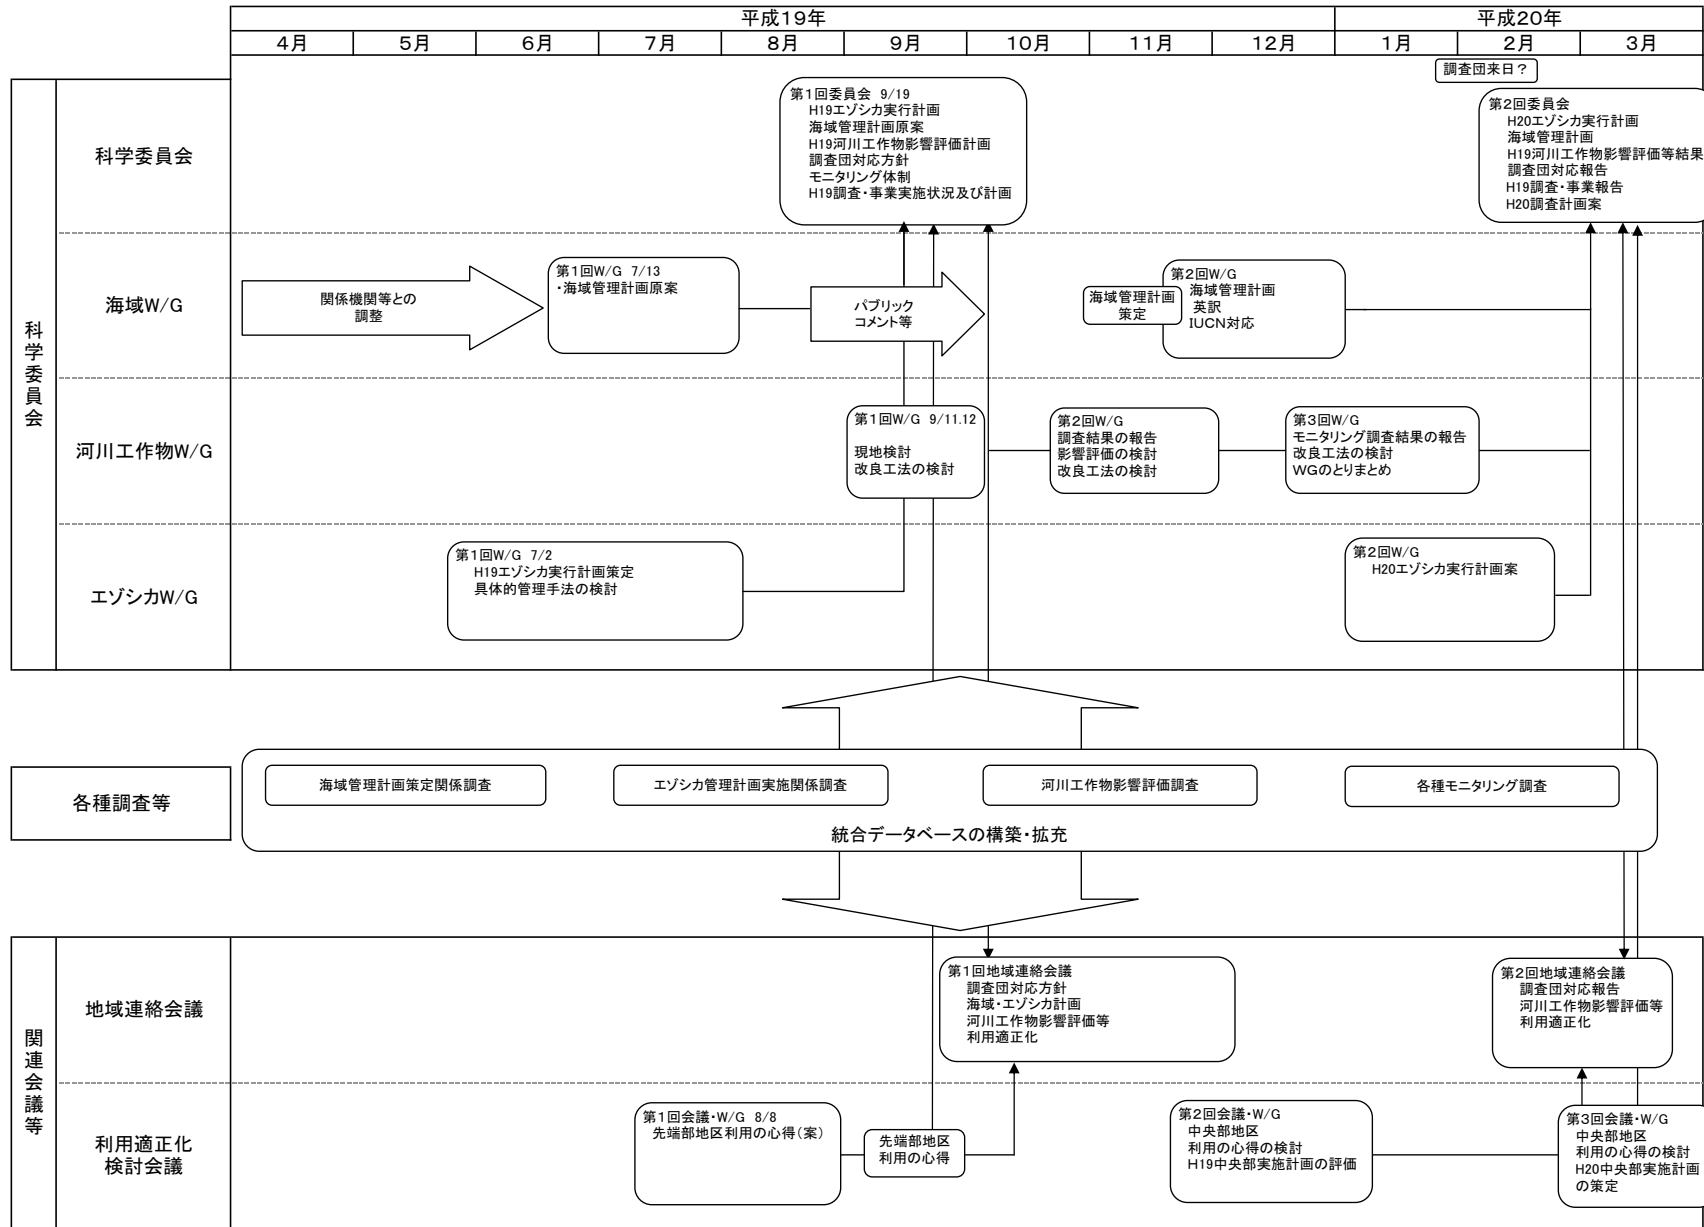 平成19年
平成20年
4月
5月
6月
7月
8月
9月
10月
11月
12月
1月
2月
3月
調査団来日？
科学委員会
科学委員会
第1回委員会 9/19
H19エゾシカ実行計画
海域管理計画原案
H19河川工作物影響評価計画
調査団対応方針
モニタリング体制
H19調査・事業実施状況及び計画
第2回委員会
H20エゾシカ実行計画
海域管理計画
H19河川工作物影響評価等結果
調査団対応報告
H19調査・事業報告
H20調査計画案
海域W/G
関係機関等との
調整
第1回W/G 7/13
・海域管理計画原案
パブリック
コメント等
海域管理計画
策定
第2回W/G
海域管理計画
英訳
IUCN対応
河川工作物W/G
第1回W/G 9/11.12
現地検討
改良工法の検討
第2回W/G
調査結果の報告
影響評価の検討
改良工法の検討
第3回W/G
モニタリング調査結果の報告
改良工法の検討
WGのとりまとめ
エゾシカW/G
第1回W/G 7/2
H19エゾシカ実行計画策定
具体的管理手法の検討
第2回W/G
H20エゾシカ実行計画案
各種調査等
海域管理計画策定関係調査
エゾシカ管理計画実施関係調査
河川工作物影響評価調査
各種モニタリング調査
統合データベースの構築・拡充
関連会議等
地域連絡会議
第1回地域連絡会議
調査団対応方針
海域・エゾシカ計画
河川工作物影響評価等
利用適正化
第2回地域連絡会議
調査団対応報告
河川工作物影響評価等
利用適正化
利用適正化
検討会議
第1回会議・W/G 8/8
先端部地区利用の心得（案）
先端部地区
利用の心得
第2回会議・W/G
中央部地区
利用の心得の検討
H19中央部実施計画の評価
第3回会議・W/G
中央部地区
利用の心得の検討
H20中央部実施計画
の策定